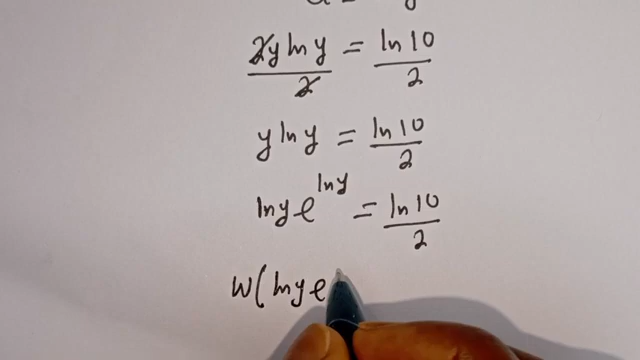 2y ln y / 2 = ln 10 / 2
y ln y = ln 10 / 2
ln y e^ln y = ln 10 / 2
W( ln y e